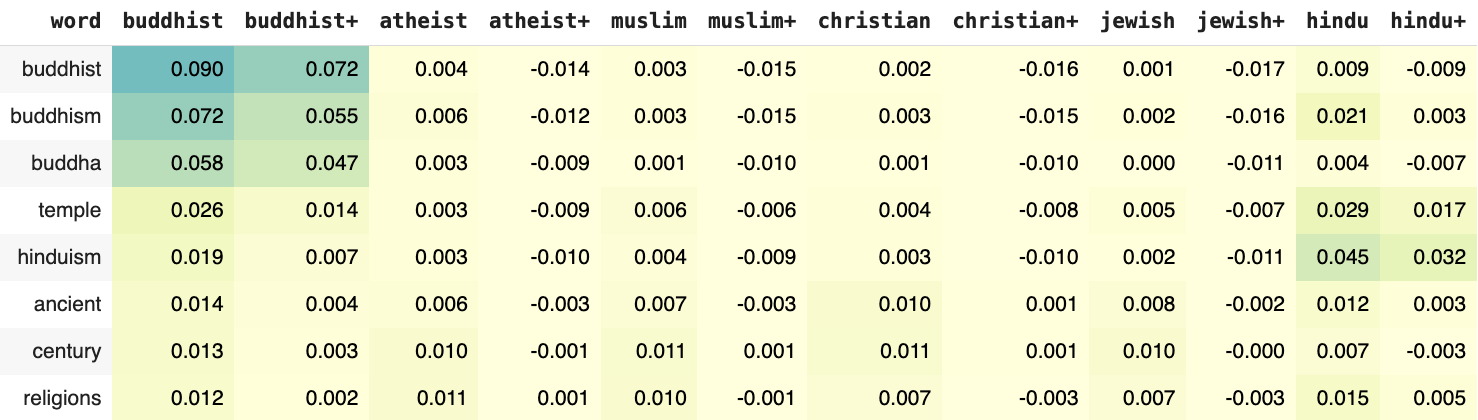 word buddhist buddhist+ atheist atheist+ muslim muslim+ christian christian+ jewish jewish+ hindu hindu+
buddhist 0.090 0.072 0.004 -0.014 0.003 -0.015 0.002 -0.016 0.001 -0.017 0.009 -0.009
buddhism 0.072 0.055 0.006 -0.012 0.003 -0.015 0.003 -0.015 0.002 -0.016 0.021 0.003
buddha 0.058 0.047 0.003 -0.009 0.001 -0.010 0.001 -0.010 0.000 -0.011 0.004 -0.007
temple 0.026 0.014 0.003 -0.009 0.006 -0.006 0.004 -0.008 0.005 -0.007 0.029 0.017
hinduism 0.019 0.007 0.003 -0.010 0.004 -0.009 0.003 -0.010 0.002 -0.011 0.045 0.032
ancient 0.014 0.004 0.006 -0.003 0.007 -0.003 0.010 0.001 0.008 -0.002 0.012 0.003
century 0.013 0.003 0.010 -0.001 0.011 0.001 0.011 0.001 0.010 -0.000 0.007 -0.003
religions 0.012 0.002 0.011 0.001 0.010 -0.001 0.007 -0.003 0.007 -0.003 0.015 0.005